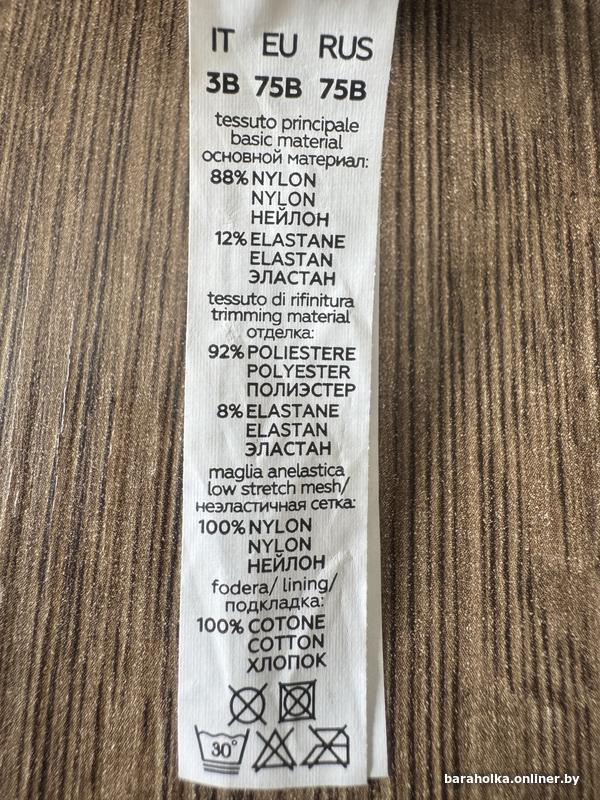 IT EU RUS
3B 75B 75B
tessuto principale
basic material
основной материал:
88% NYLON
NYLON
НЕЙЛОН
12% ELASTANE
ELASTAN
ЭЛАСТАН
tessuto di rifinitura
trimming material
отделка:
92% POLIESTERE
POLYESTER
ПОЛИЭСТЕР
8% ELASTANE
ELASTAN
ЭЛАСТАН
maglia anelastica
low stretch mesh/
неэластичная сетка:
100% NYLON
NYLON
НЕЙЛОН
fodera/ lining/
подкладка:
100% COTONE
COTTON
ХЛОПОК
30°
baraholka.onliner.by